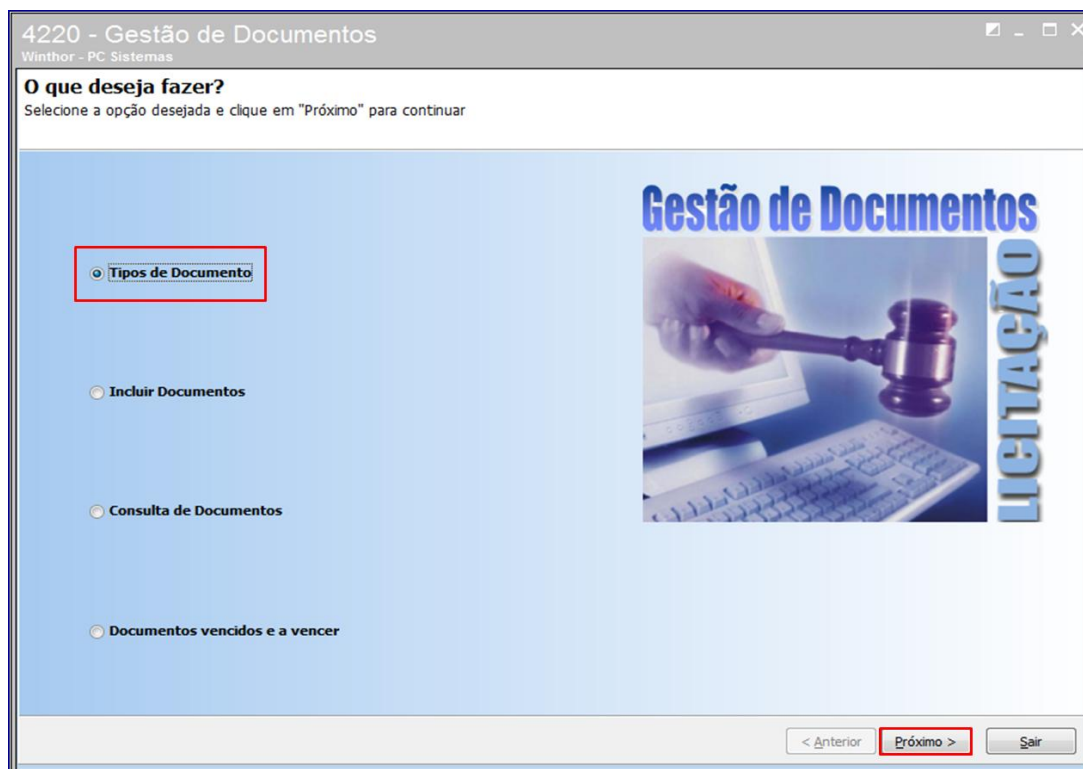 4220 - Gestão de Documentos
Winthor - PC Sistemas
O que deseja fazer?
Selecione a opção desejada e clique em "Próximo" para continuar
Gestão de Documentos
LICITAÇÃO
Tipos de Documento
Incluir Documentos
Consulta de Documentos
Documentos vencidos e a vencer
< Anterior
Próximo >
Sair